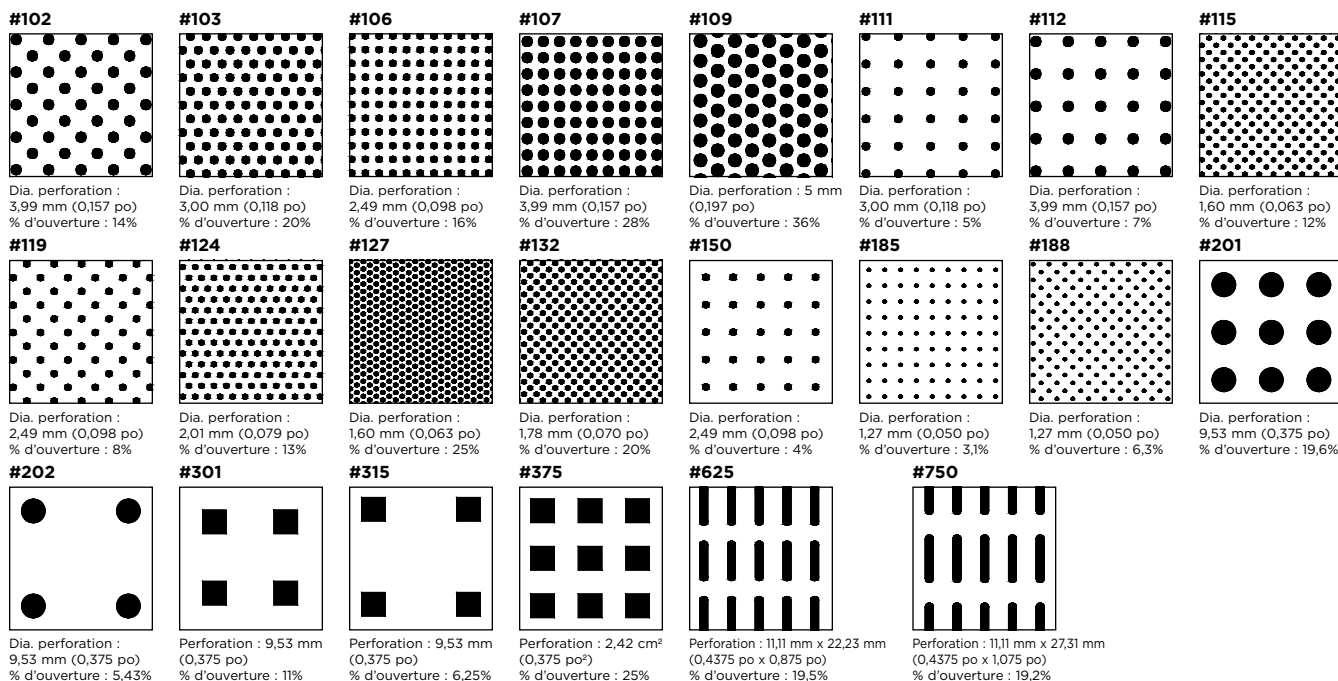 #102
Dia. perforation :
3,99 mm (0,157 po)
% d'ouverture : 14%
#103
Dia. perforation :
3,00 mm (0,118 po)
% d'ouverture : 20%
#106
Dia. perforation :
2,49 mm (0,098 po)
% d'ouverture : 16%
#107
Dia. perforation :
3,99 mm (0,157 po)
% d'ouverture : 28%
#109
Dia. perforation : 5 mm
(0,197 po)
% d'ouverture : 36%
#111
Dia. perforation :
3,00 mm (0,118 po)
% d'ouverture : 5%
#112
Dia. perforation :
3,99 mm (0,157 po)
% d'ouverture : 7%
#115
Dia. perforation :
1,60 mm (0,063 po)
% d'ouverture : 12%
#119
Dia. perforation :
2,49 mm (0,098 po)
% d'ouverture : 8%
#124
Dia. perforation :
2,01 mm (0,079 po)
% d'ouverture : 13%
#127
Dia. perforation :
1,60 mm (0,063 po)
% d'ouverture : 25%
#132
Dia. perforation :
1,78 mm (0,070 po)
% d'ouverture : 20%
#150
Dia. perforation :
2,49 mm (0,098 po)
% d'ouverture : 4%
#185
Dia. perforation :
1,27 mm (0,050 po)
% d'ouverture : 3,1%
#188
Dia. perforation :
1,27 mm (0,050 po)
% d'ouverture : 6,3%
#201
Dia. perforation :
9,53 mm (0,375 po)
% d'ouverture : 19,6%
#202
Dia. perforation :
9,53 mm (0,375 po)
% d'ouverture : 5,43%
#301
Perforation : 9,53 mm
(0,375 po)
% d'ouverture : 11%
#315
Perforation : 9,53 mm
(0,375 po)
% d'ouverture : 6,25%
#375
Perforation : 2,42 cm²
(0,375 po²)
% d'ouverture : 25%
#625
Perforation : 11,11 mm x 22,23 mm
(0,4375 po x 0,875 po)
% d'ouverture : 19,5%
#750
Perforation : 11,11 mm x 27,31 mm
(0,4375 po x 1,075 po)
% d'ouverture : 19,2%